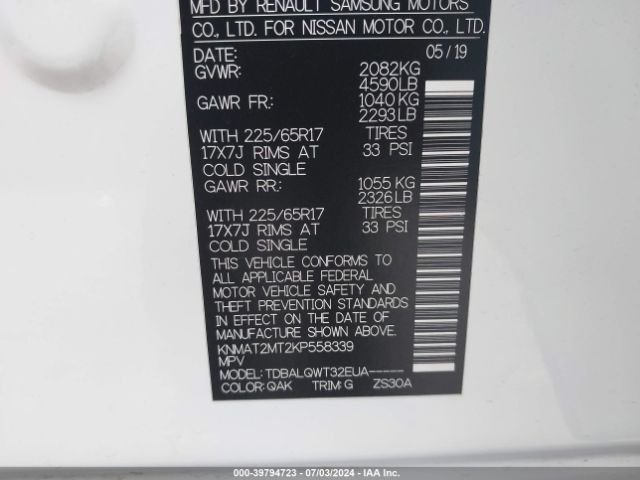 MFD BY RENAULT SAMSUNG MOTORS
CO., LTD. FOR NISSAN MOTOR CO., LTD.
DATE: 05/19
GVWR: 2082KG
4590LB
GAWR FR: 1040KG
2293LB
WITH 225/65R17 TIRES
17X7J RIMS AT 33 PSI
COLD SINGLE
GAWR RR: 1055 KG
2326LB
WITH 225/65R17 TIRES
17X7J RIMS AT 33 PSI
COLD SINGLE
THIS VEHICLE CONFORMS TO
ALL APPLICABLE FEDERAL
MOTOR VEHICLE SAFETY AND
THEFT PREVENTION STANDARDS
IN EFFECT ON THE DATE OF
MANUFACTURE SHOWN ABOVE.
KNMAT2MT2KP558339
MPV
MODEL: TDBALQWT32EUA-----
COLOR: QAK TRIM: G ZS30A
© 39794723 - 07/03/2024 - IAA Inc.